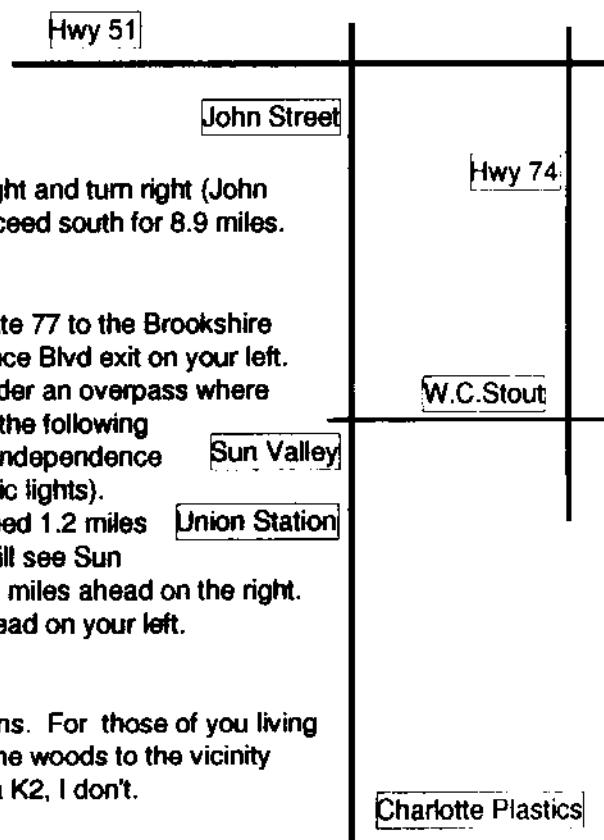 Hwy 51
John Street
Hwy 74
ght and turn right (John
ceed south for 8.9 miles.
te 77 to the Brookshire
nce Blvd exit on your left.
der an overpass where
W.C.Stout
the following
ndependence
Sun Valley
ic lights).
ed 1.2 miles
Union Station
ill see Sun
miles ahead on the right.
ead on your left.
ns. For those of you living
ne woods to the vicinity
K2, I don't.
Charlotte Plastics